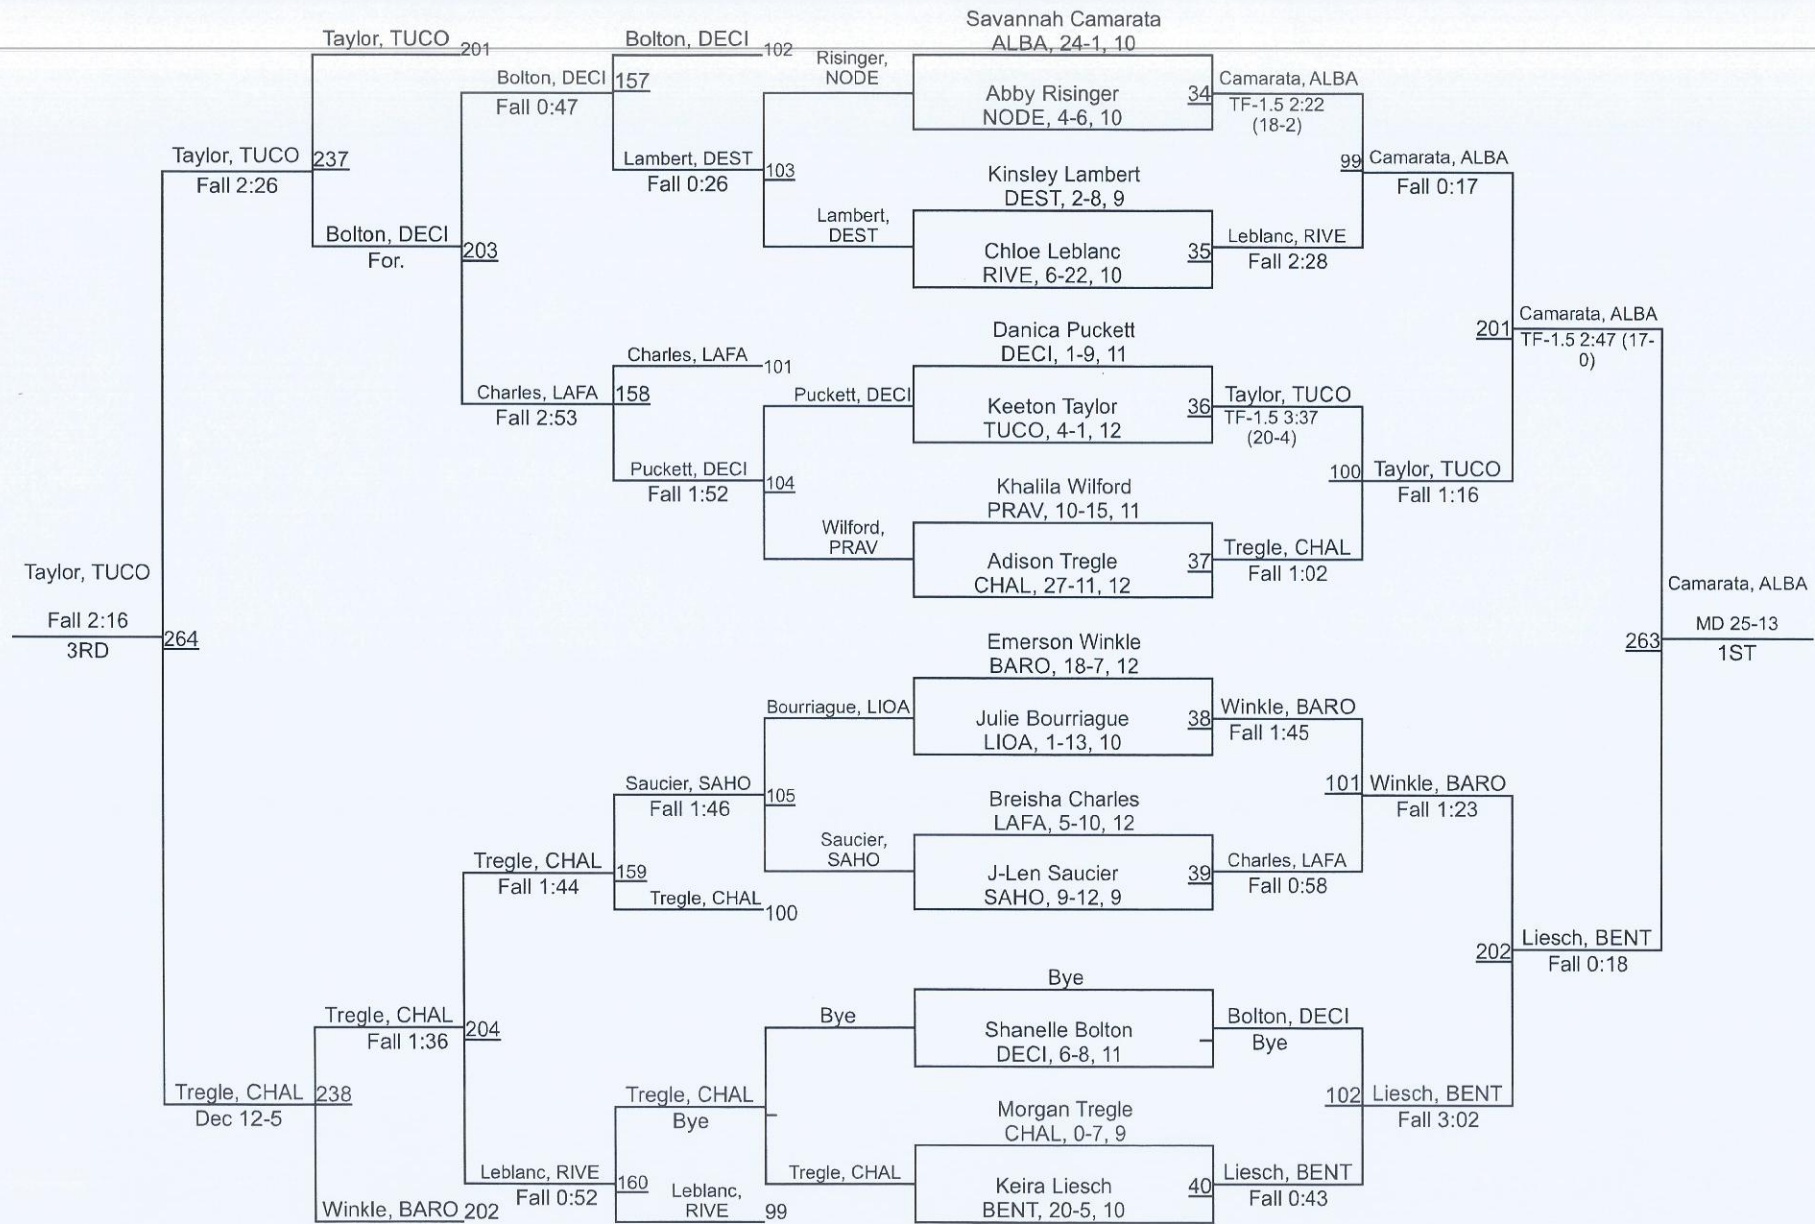 Savannah Camarata
ALBA, 24-1, 10
Taylor, TUCO
201
Bolton, DECI
102
Risinger,
NODE
Bolton, DECI
157
Fall 0:47
Abby Risinger
NODE, 4-6, 10
34
Camarata, ALBA
TF-1.5 2:22
(18-2)
Taylor, TUCO
237
Fall 2:26
Lambert, DEST
103
Fall 0:26
Kinsley Lambert
DEST, 2-8, 9
99
Camarata, ALBA
Fall 0:17
Lambert,
DEST
Bolton, DECI
For.
203
Chloe Leblanc
RIVE, 6-22, 10
35
Leblanc, RIVE
Fall 2:28
Danica Puckett
DECI, 1-9, 11
201
Camarata, ALBA
TF-1.5 2:47 (17-
0)
Charles, LAFA
101
Charles, LAFA
158
Fall 2:53
Puckett, DECI
Keeton Taylor
TUCO, 4-1, 12
36
Taylor, TUCO
TF-1.5 3:37
(20-4)
Puckett, DECI
104
Fall 1:52
Khalila Wilford
PRAV, 10-15, 11
100
Taylor, TUCO
Fall 1:16
Wilford,
PRAV
Adison Tregle
CHAL, 27-11, 12
37
Tregle, CHAL
Fall 1:02
Taylor, TUCO
Fall 2:16
3RD
264
Camarata, ALBA
MD 25-13
1ST
263
Emerson Winkle
BARO, 18-7, 12
Bourriague, LIOA
Julie Bourriague
LIOA, 1-13, 10
38
Winkle, BARO
Fall 1:45
Saucier, SAHO
105
Fall 1:46
Breisha Charles
LAFA, 5-10, 12
101
Winkle, BARO
Fall 1:23
Tregle, CHAL
159
Fall 1:44
Saucier,
SAHO
J-Len Saucier
SAHO, 9-12, 9
39
Charles, LAFA
Fall 0:58
Tregle, CHAL
100
202
Liesch, BENT
Fall 0:18
Bye
Tregle, CHAL
204
Fall 1:36
Bye
Shanelle Bolton
DECI, 6-8, 11
Bolton, DECI
Bye
Tregle, CHAL
238
Dec 12-5
Tregle, CHAL
Bye
Morgan Tregle
CHAL, 0-7, 9
102
Liesch, BENT
Fall 3:02
Leblanc, RIVE
160
Fall 0:52
Leblanc,
RIVE
99
Tregle, CHAL
Keira Liesch
BENT, 20-5, 10
40
Liesch, BENT
Fall 0:43
Winkle, BARO
202